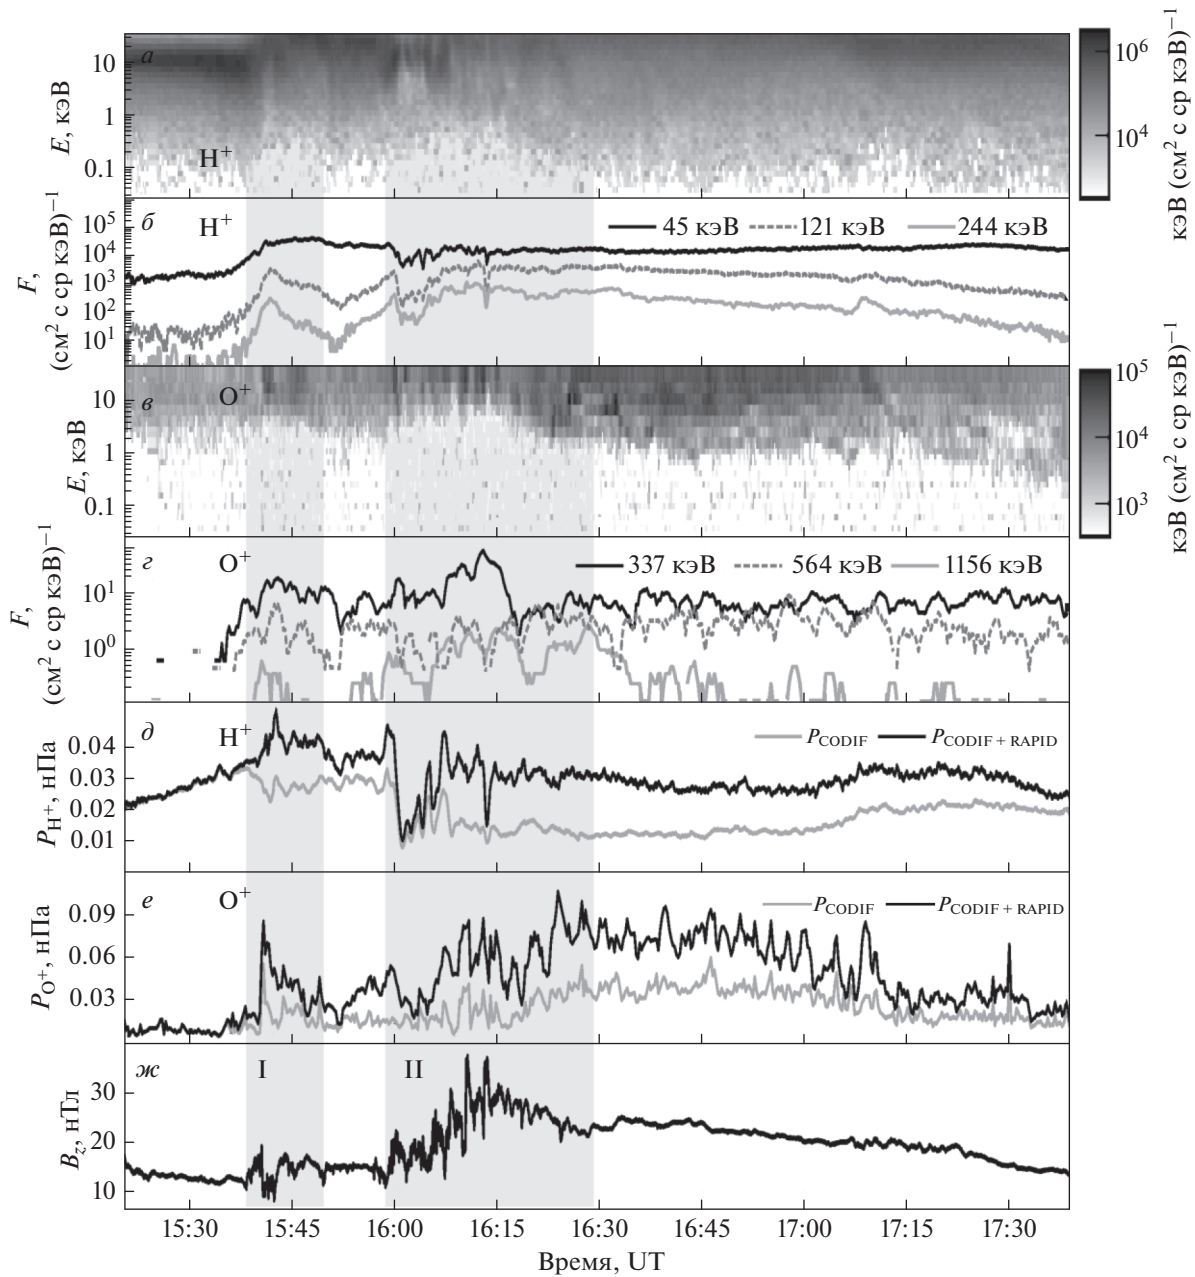 а
H⁺
E, кэВ
10
1
0.1
10⁶
10⁴
кэВ (см² с ср кэВ)⁻¹
б
H⁺
45 кэВ
121 кэВ
244 кэВ
F,
(см² с ср кэВ)⁻¹
10⁵
10⁴
10³
10²
10¹
в
O⁺
E, кэВ
10
1
0.1
10⁵
10⁴
10³
кэВ (см² с ср кэВ)⁻¹
г
O⁺
337 кэВ
564 кэВ
1156 кэВ
F,
(см² с ср кэВ)⁻¹
10¹
10⁰
д
H⁺
P_CODIF
P_CODIF + RAPID
P_H⁺, нПа
0.04
0.03
0.02
0.01
е
O⁺
P_CODIF
P_CODIF + RAPID
P_O⁺, нПа
0.09
0.06
0.03
ж
I
II
B_z, нТл
30
20
10
15:30 15:45 16:00 16:15 16:30 16:45 17:00 17:15 17:30
Время, UT